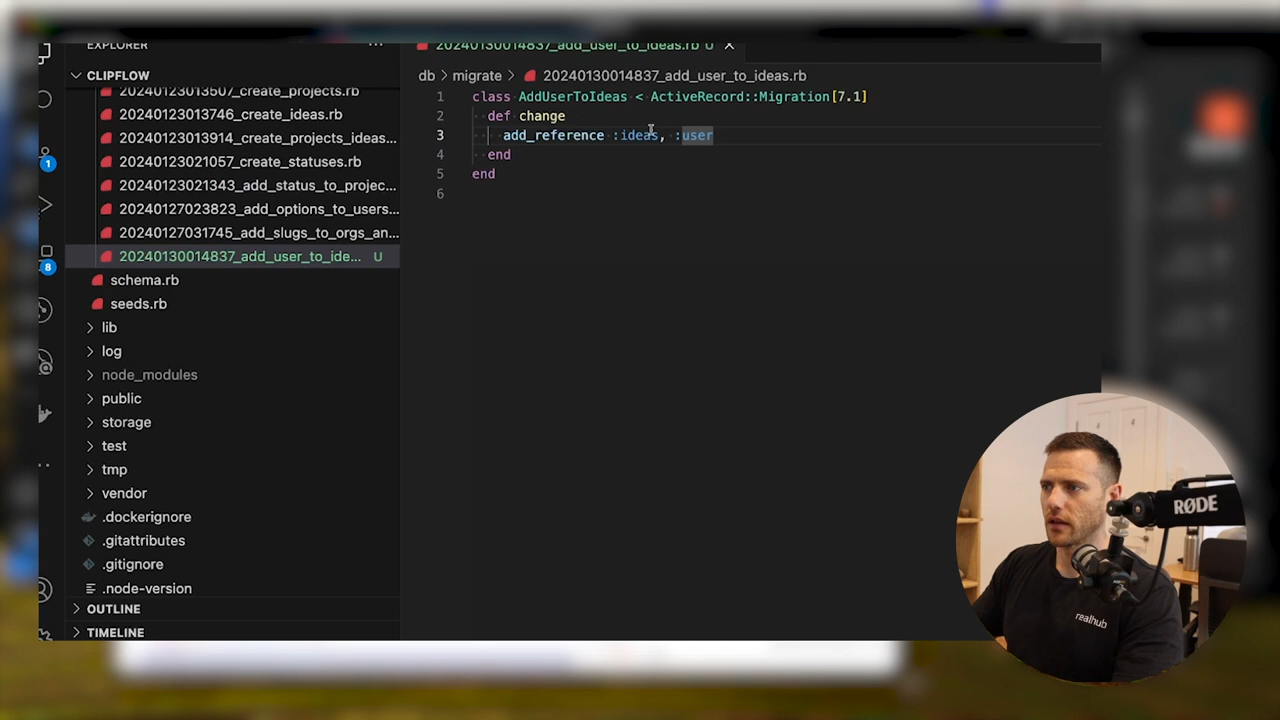 EXPLORER
20240130014837_add_user_to_ideas.rb U
CLIPFLOW
db > migrate > 20240130014837_add_user_to_ideas.rb
20240123013507_create_projects.rb
20240123013746_create_ideas.rb
20240123013914_create_projects_ideas...
20240123021057_create_statuses.rb
20240123021343_add_status_to_projec...
20240127023823_add_options_to_users...
20240127031745_add_slugs_to_orgs_an...
20240130014837_add_user_to_ide... U
schema.rb
seeds.rb
lib
log
node_modules
public
storage
test
tmp
vendor
.dockerignore
.gitattributes
.gitignore
.node-version
OUTLINE
TIMELINE
1
8
1 class AddUserToIdeas < ActiveRecord::Migration[7.1]
2 def change
3 add_reference :ideas, :user
4 end
5 end
6
RØDE
realhub